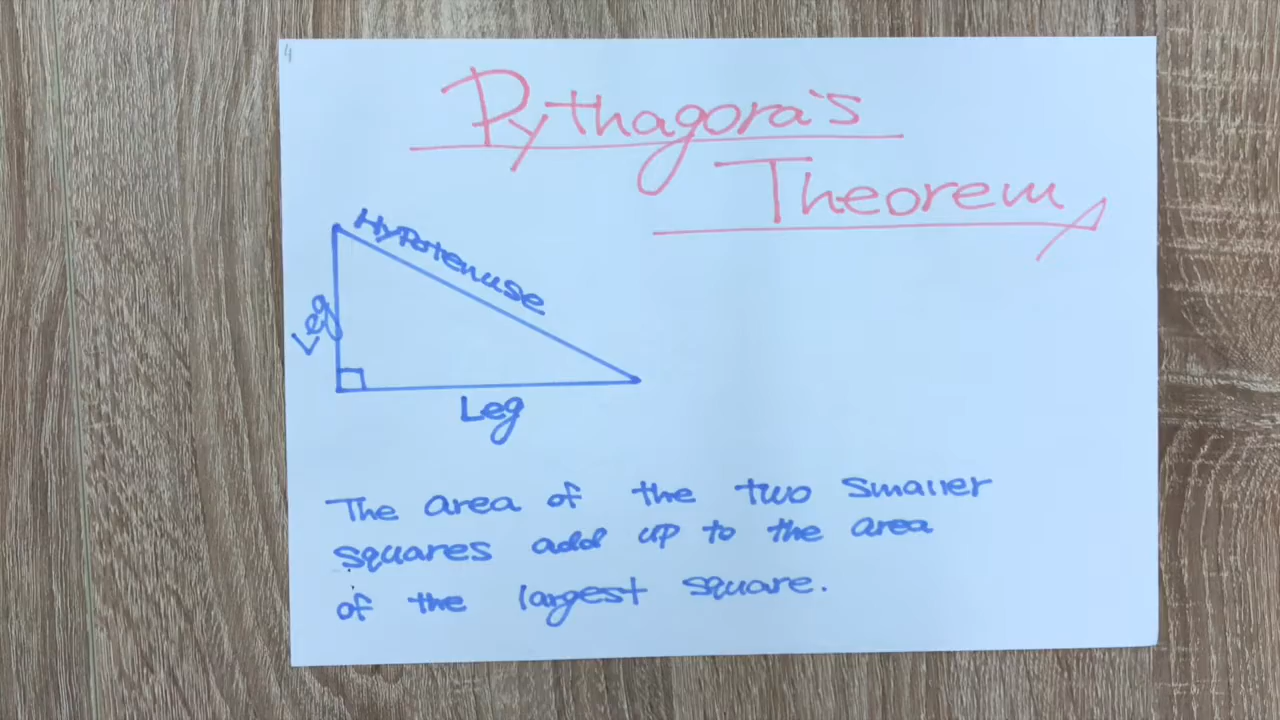 4
Pythagora's
Theorem
Hypotenuse
Leg
Leg
The area of the two smaller
squares add up to the area
of the largest square.